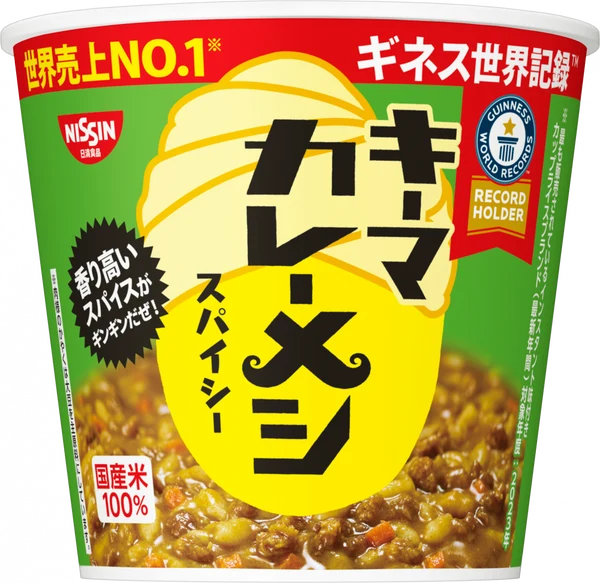 世界売上NO.1※
ギネス世界記録™
NISSIN
日清食品
GUINNESS
WORLD RECORDS
RECORD
HOLDER
キーマ
カレーメシ
スパイシー
香り高い
スパイスが
ギンギンだぜ!
国産米
100%